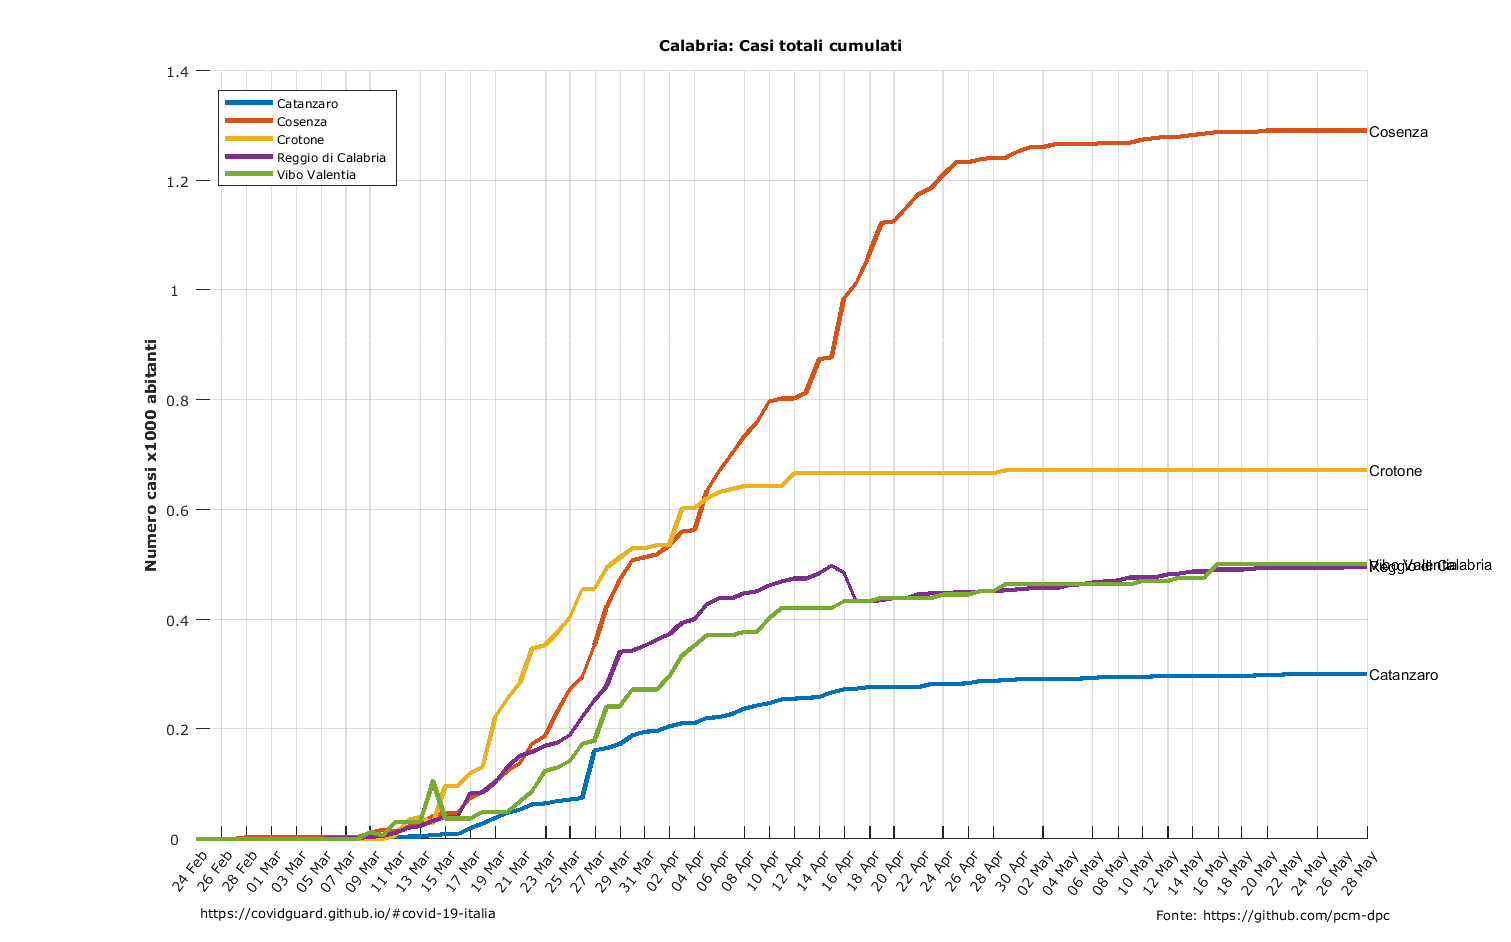 Calabria: Casi totali cumulati
Numero casi x1000 abitanti
1.4
1.2
1
0.8
0.6
0.4
0.2
0
Catanzaro
Cosenza
Crotone
Reggio di Calabria
Vibo Valentia
Cosenza
Crotone
Vibo Valentia
Reggio di Calabria
Catanzaro
24 Feb
26 Feb
28 Feb
01 Mar
03 Mar
05 Mar
07 Mar
09 Mar
11 Mar
13 Mar
15 Mar
17 Mar
19 Mar
21 Mar
23 Mar
25 Mar
27 Mar
29 Mar
31 Mar
02 Apr
04 Apr
06 Apr
08 Apr
10 Apr
12 Apr
14 Apr
16 Apr
18 Apr
20 Apr
22 Apr
24 Apr
26 Apr
28 Apr
30 Apr
02 May
04 May
06 May
08 May
10 May
12 May
14 May
16 May
18 May
20 May
22 May
24 May
26 May
28 May
https://covidguard.github.io/#covid-19-italia
Fonte: https://github.com/pcm-dpc